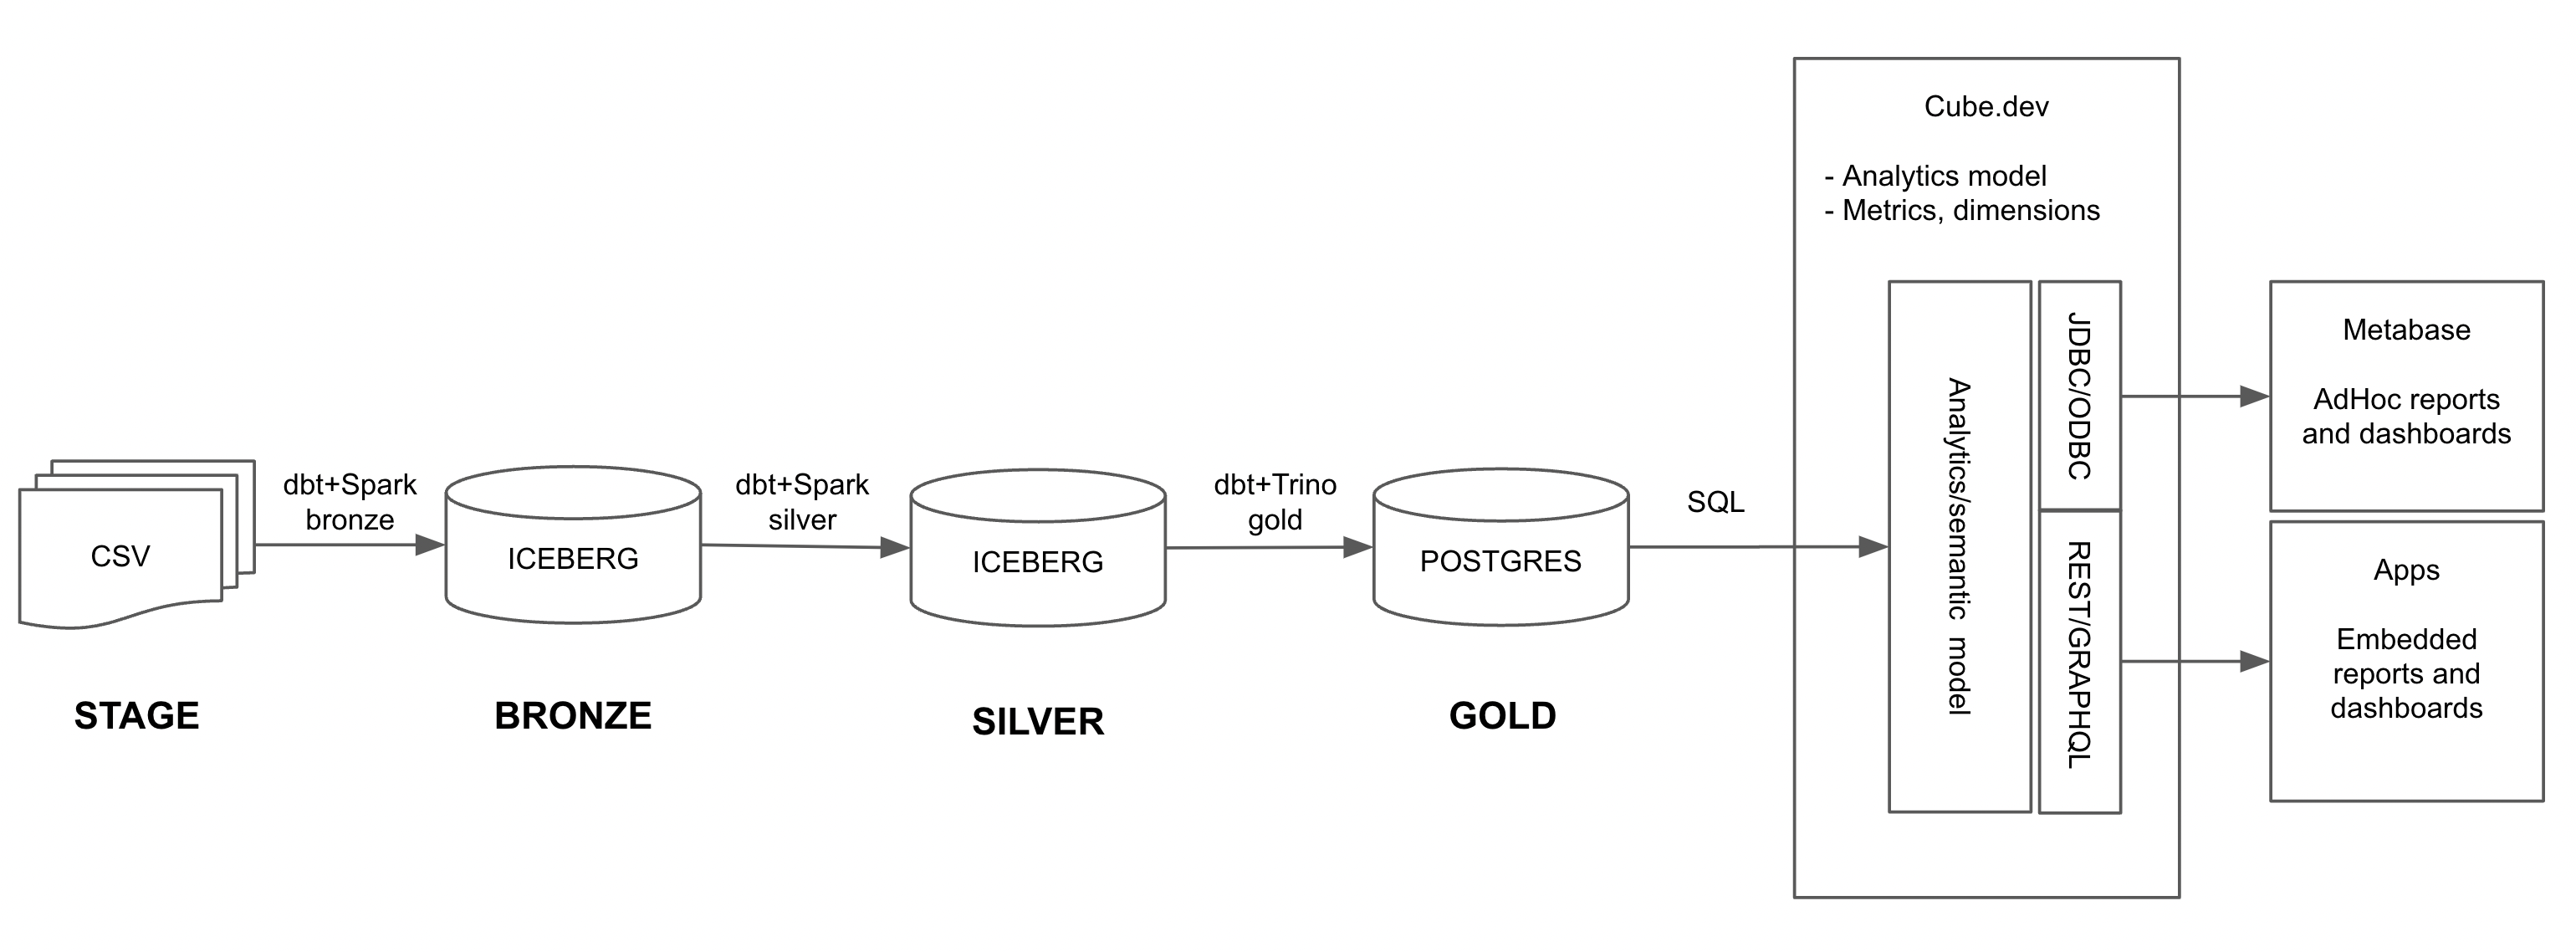 CSV
STAGE
dbt+Spark
bronze
ICEBERG
BRONZE
dbt+Spark
silver
ICEBERG
SILVER
dbt+Trino
gold
POSTGRES
GOLD
SQL
Cube.dev
- Analytics model
- Metrics, dimensions
Analytics/semantic model
JDBC/ODBC
REST/GRAPHQL
Metabase
AdHoc reports
and dashboards
Apps
Embedded
reports and
dashboards